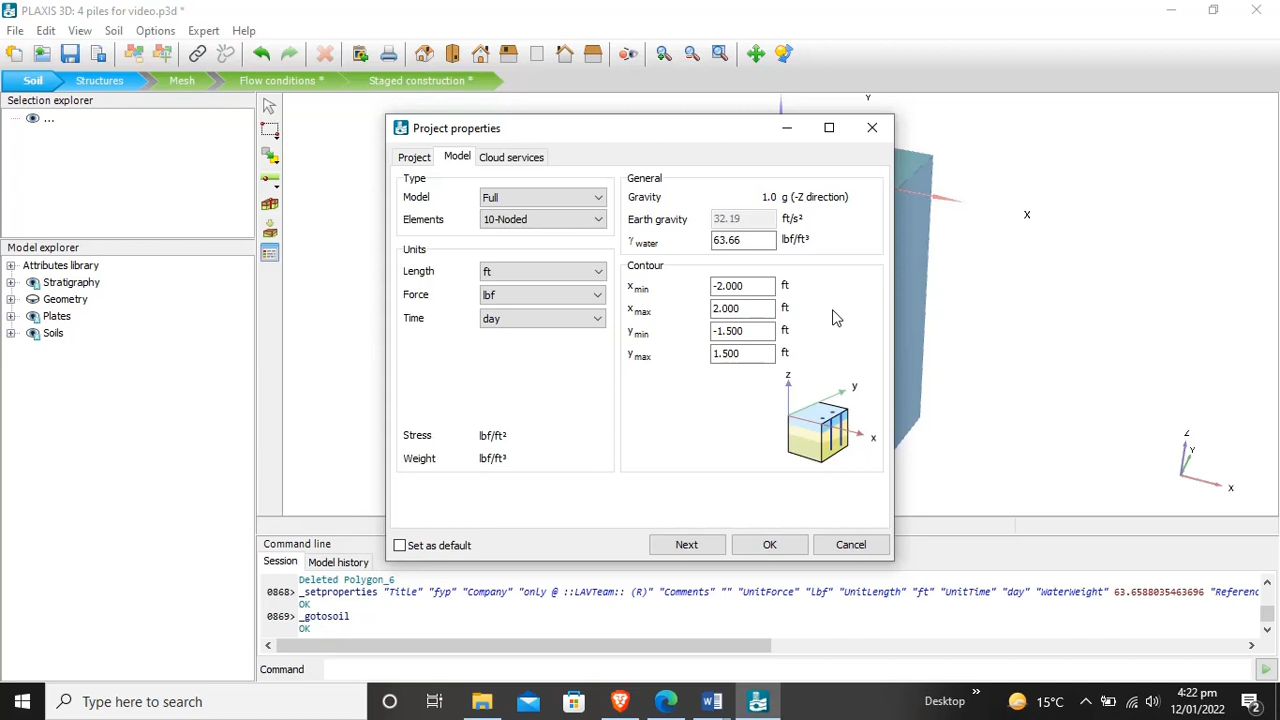 PLAXIS 3D: 4 piles for video.p3d *
File Edit View Soil Options Expert Help
Soil Structures Mesh Flow conditions * Staged construction *
Selection explorer
...
Model explorer
Attributes library
Stratigraphy
Geometry
Plates
Soils
Y
X
Z
Y
X
Project properties
Project Model Cloud services
Type
Model Full
Elements 10-Noded
Units
Length ft
Force lbf
Time day
Stress lbf/ft²
Weight lbf/ft³
General
Gravity 1.0 g (-Z direction)
Earth gravity 32.19 ft/s²
γ water 63.66 lbf/ft³
Contour
x min -2.000 ft
x max 2.000 ft
y min -1.500 ft
y max 1.500 ft
z
y
x
Set as default Next OK Cancel
Command line
Session Model history
Deleted Polygon_6
0868> _setproperties "Title" "fyp" "Company" "only @ ::LAVTeam:: (R)" "Comments" "" "UnitForce" "lbf" "UnitLength" "ft" "UnitTime" "day" "WaterWeight" 63.6588035463696 "Referenc
OK
0869> _gotosoil
OK
Command
Type here to search
Desktop
15°C
4:22 pm
12/01/2022
2